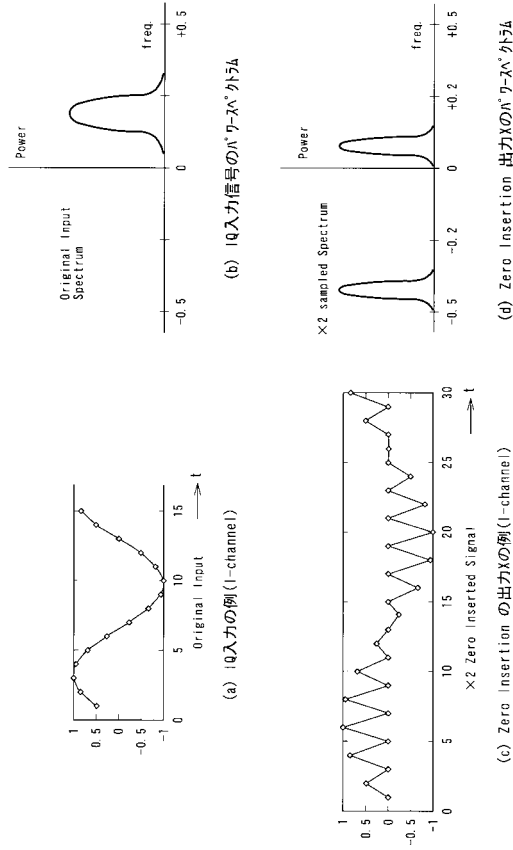 1
0.5
0
-0.5
-1
0
5
10
15
Original Input → t
(a) IQ入力の例(I-channel)
Power
Original Input
Spectrum
freq.
-0.5
0
+0.5
(b) IQ入力信号のパワースペクトラム
1
0.5
0
-0.5
-1
0
5
10
15
20
25
30
×2 Zero Inserted Signal → t
(c) Zero Insertion の出力Xの例(I-channel)
Power
×2 sampled Spectrum
freq.
-0.5
-0.2
0
+0.2
+0.5
(d) Zero Insertion 出力Xのパワースペクトラム